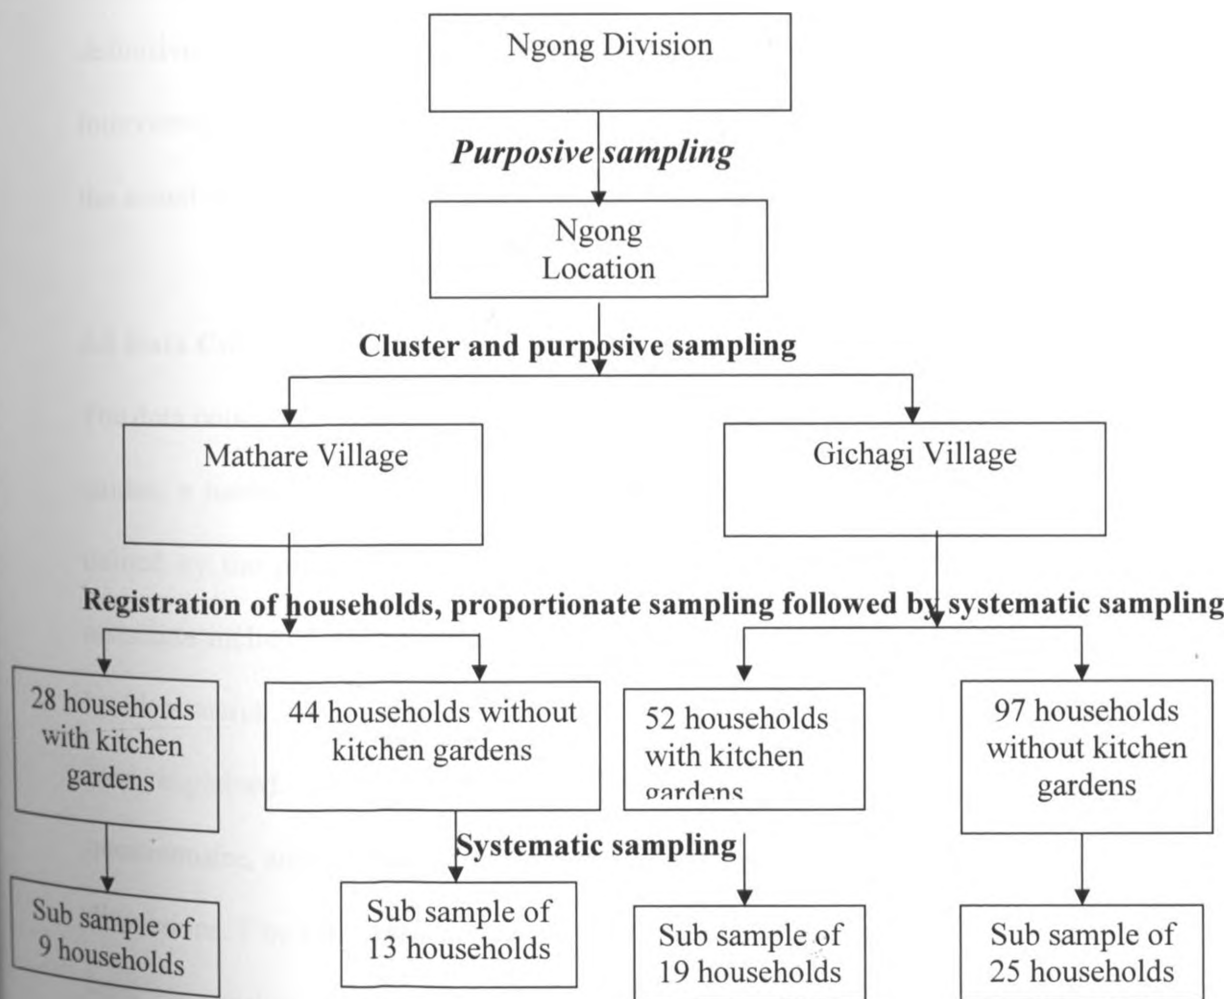 Ngong Division
Purposive sampling
Ngong
Location
Cluster and purposive sampling
Mathare Village
Gichagi Village
Registration of households, proportionate sampling followed by systematic sampling
28 households
with kitchen
gardens
44 households without
kitchen gardens
52 households
with kitchen
gardens
97 households
without kitchen
gardens
Systematic sampling
Sub sample of
9 households
Sub sample of
13 households
Sub sample of
19 households
Sub sample of
25 households